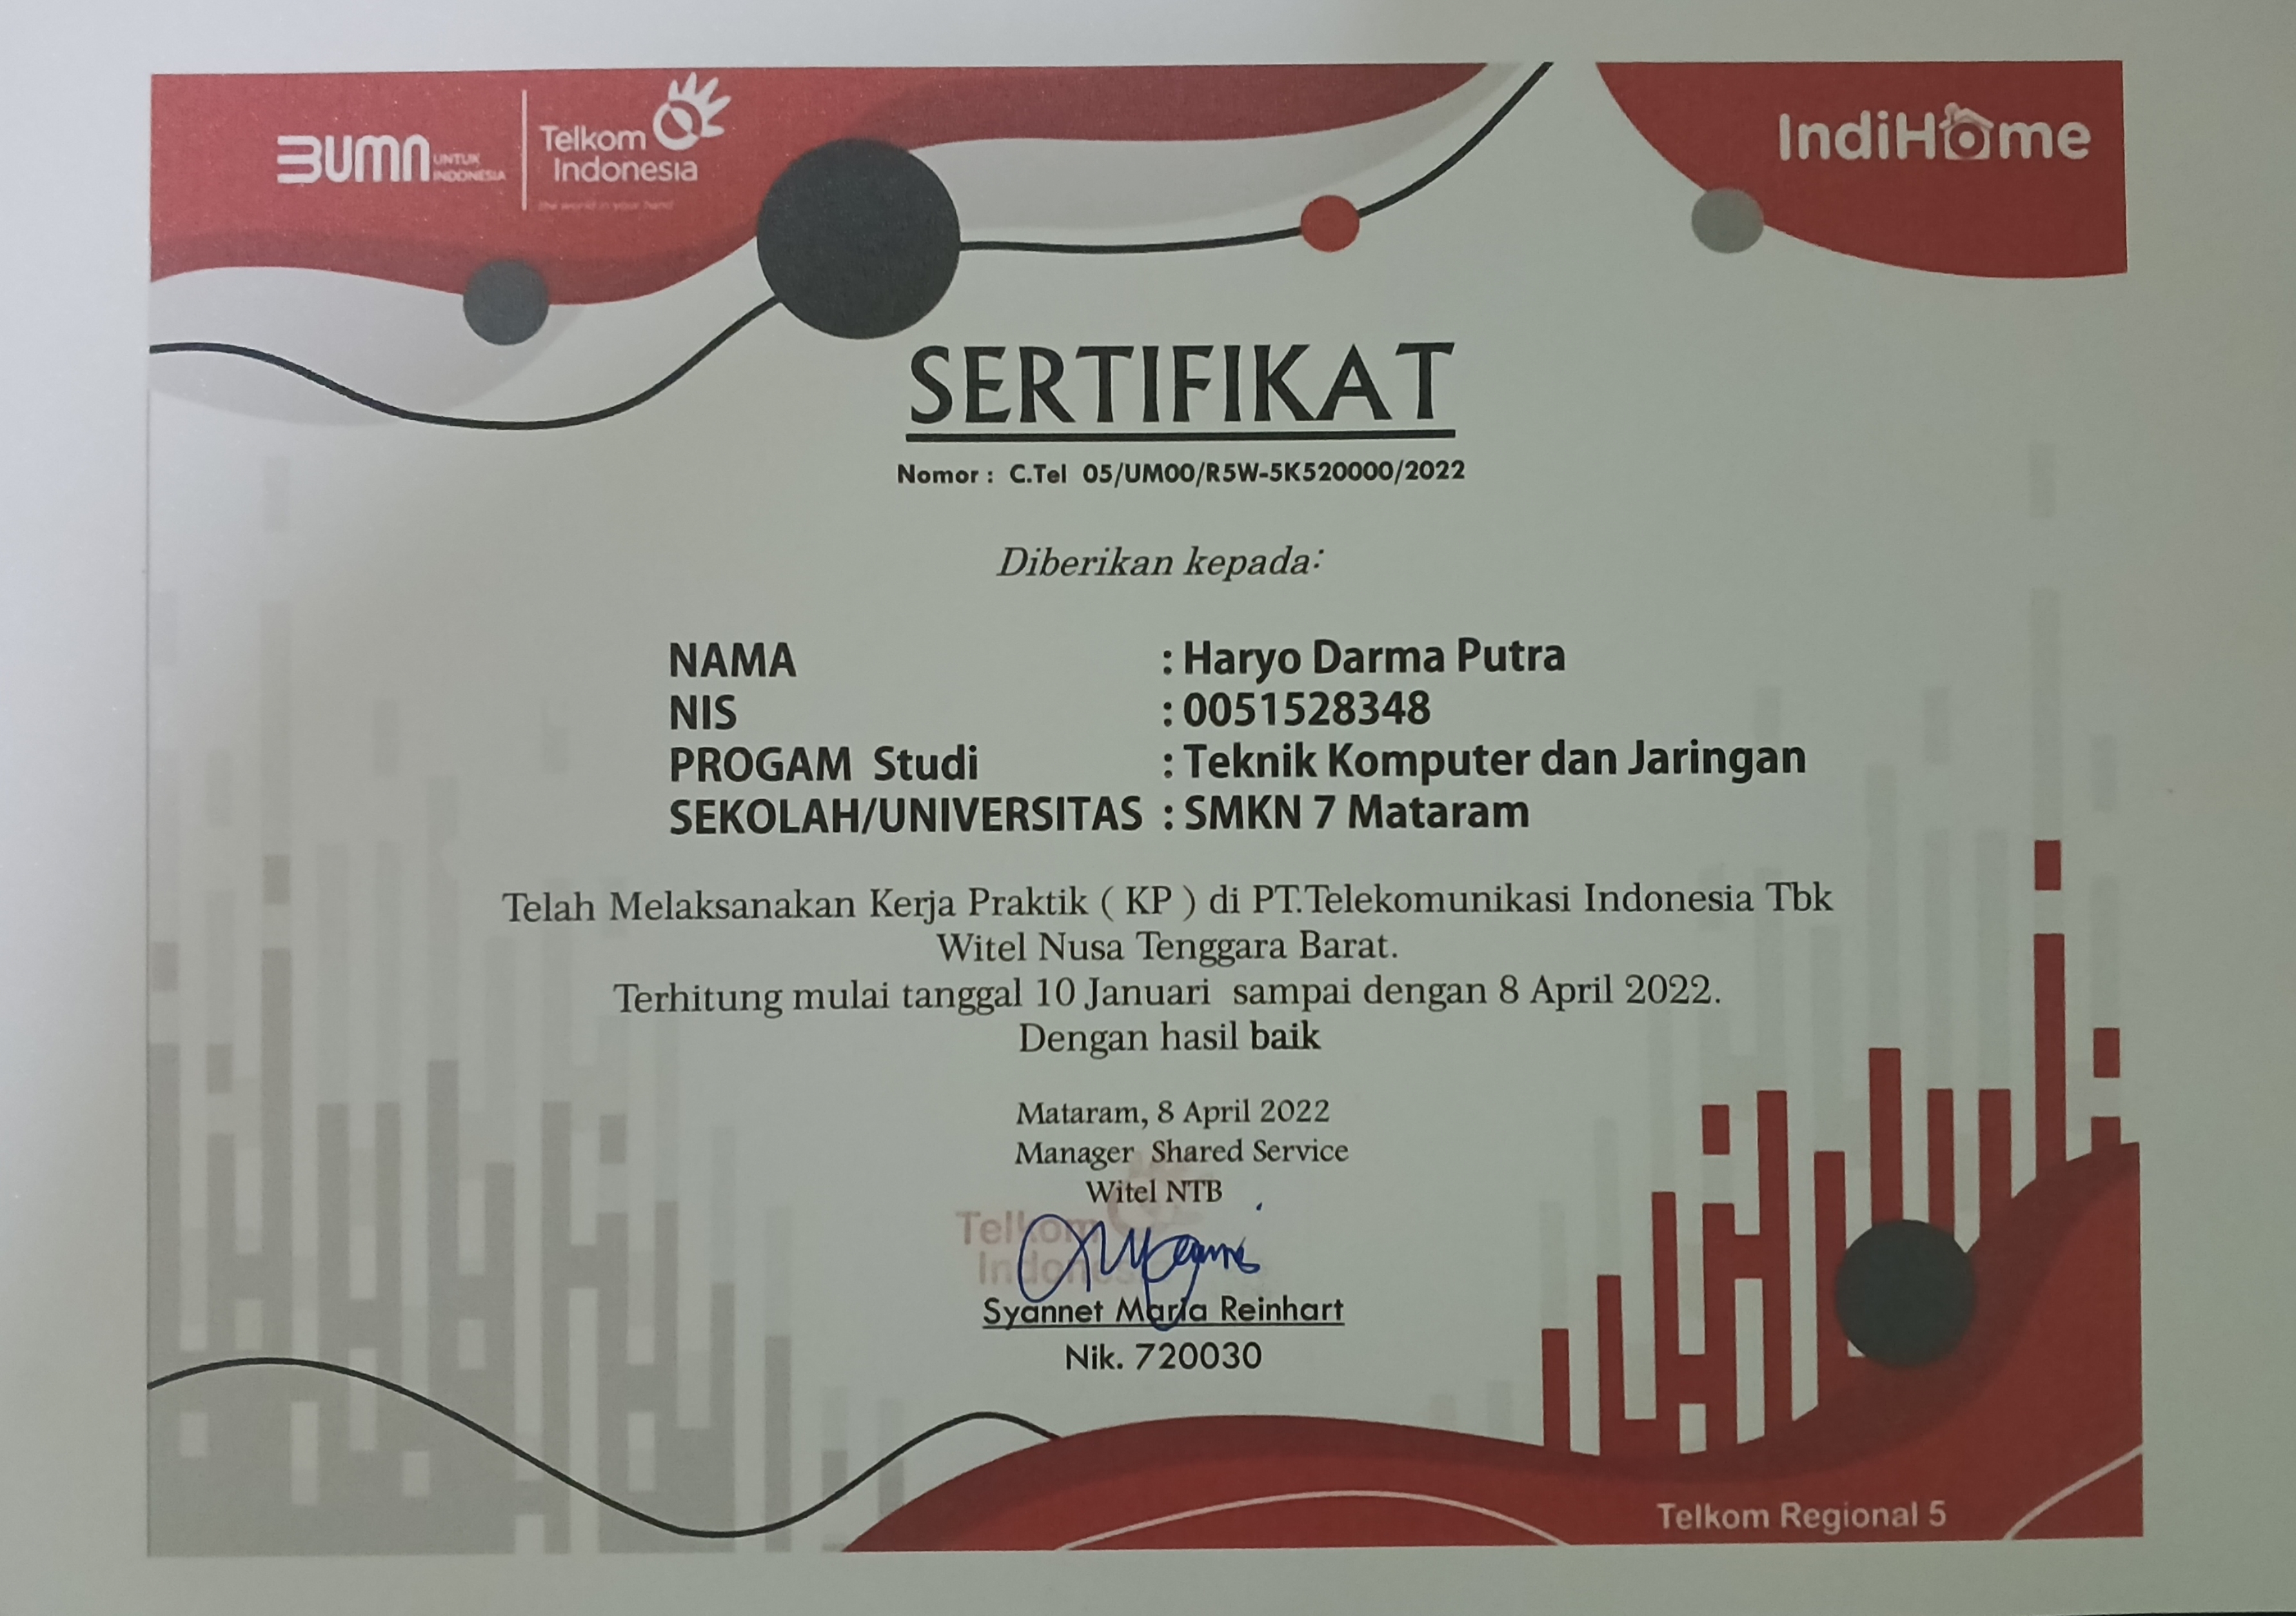 BUMN UNTUK INDONESIA
Telkom Indonesia
the world in your hand
IndiHome
SERTIFIKAT
Nomor : C.Tel 05/UM00/R5W-5K520000/2022
Diberikan kepada:
NAMA : Haryo Darma Putra
NIS : 0051528348
PROGAM Studi : Teknik Komputer dan Jaringan
SEKOLAH/UNIVERSITAS : SMKN 7 Mataram
Telah Melaksanakan Kerja Praktik ( KP ) di PT.Telekomunikasi Indonesia Tbk
Witel Nusa Tenggara Barat.
Terhitung mulai tanggal 10 Januari sampai dengan 8 April 2022.
Dengan hasil baik
Mataram, 8 April 2022
Manager Shared Service
Witel NTB
Telkom
Indonesia
Syannet Maria Reinhart
Nik. 720030
Telkom Regional 5